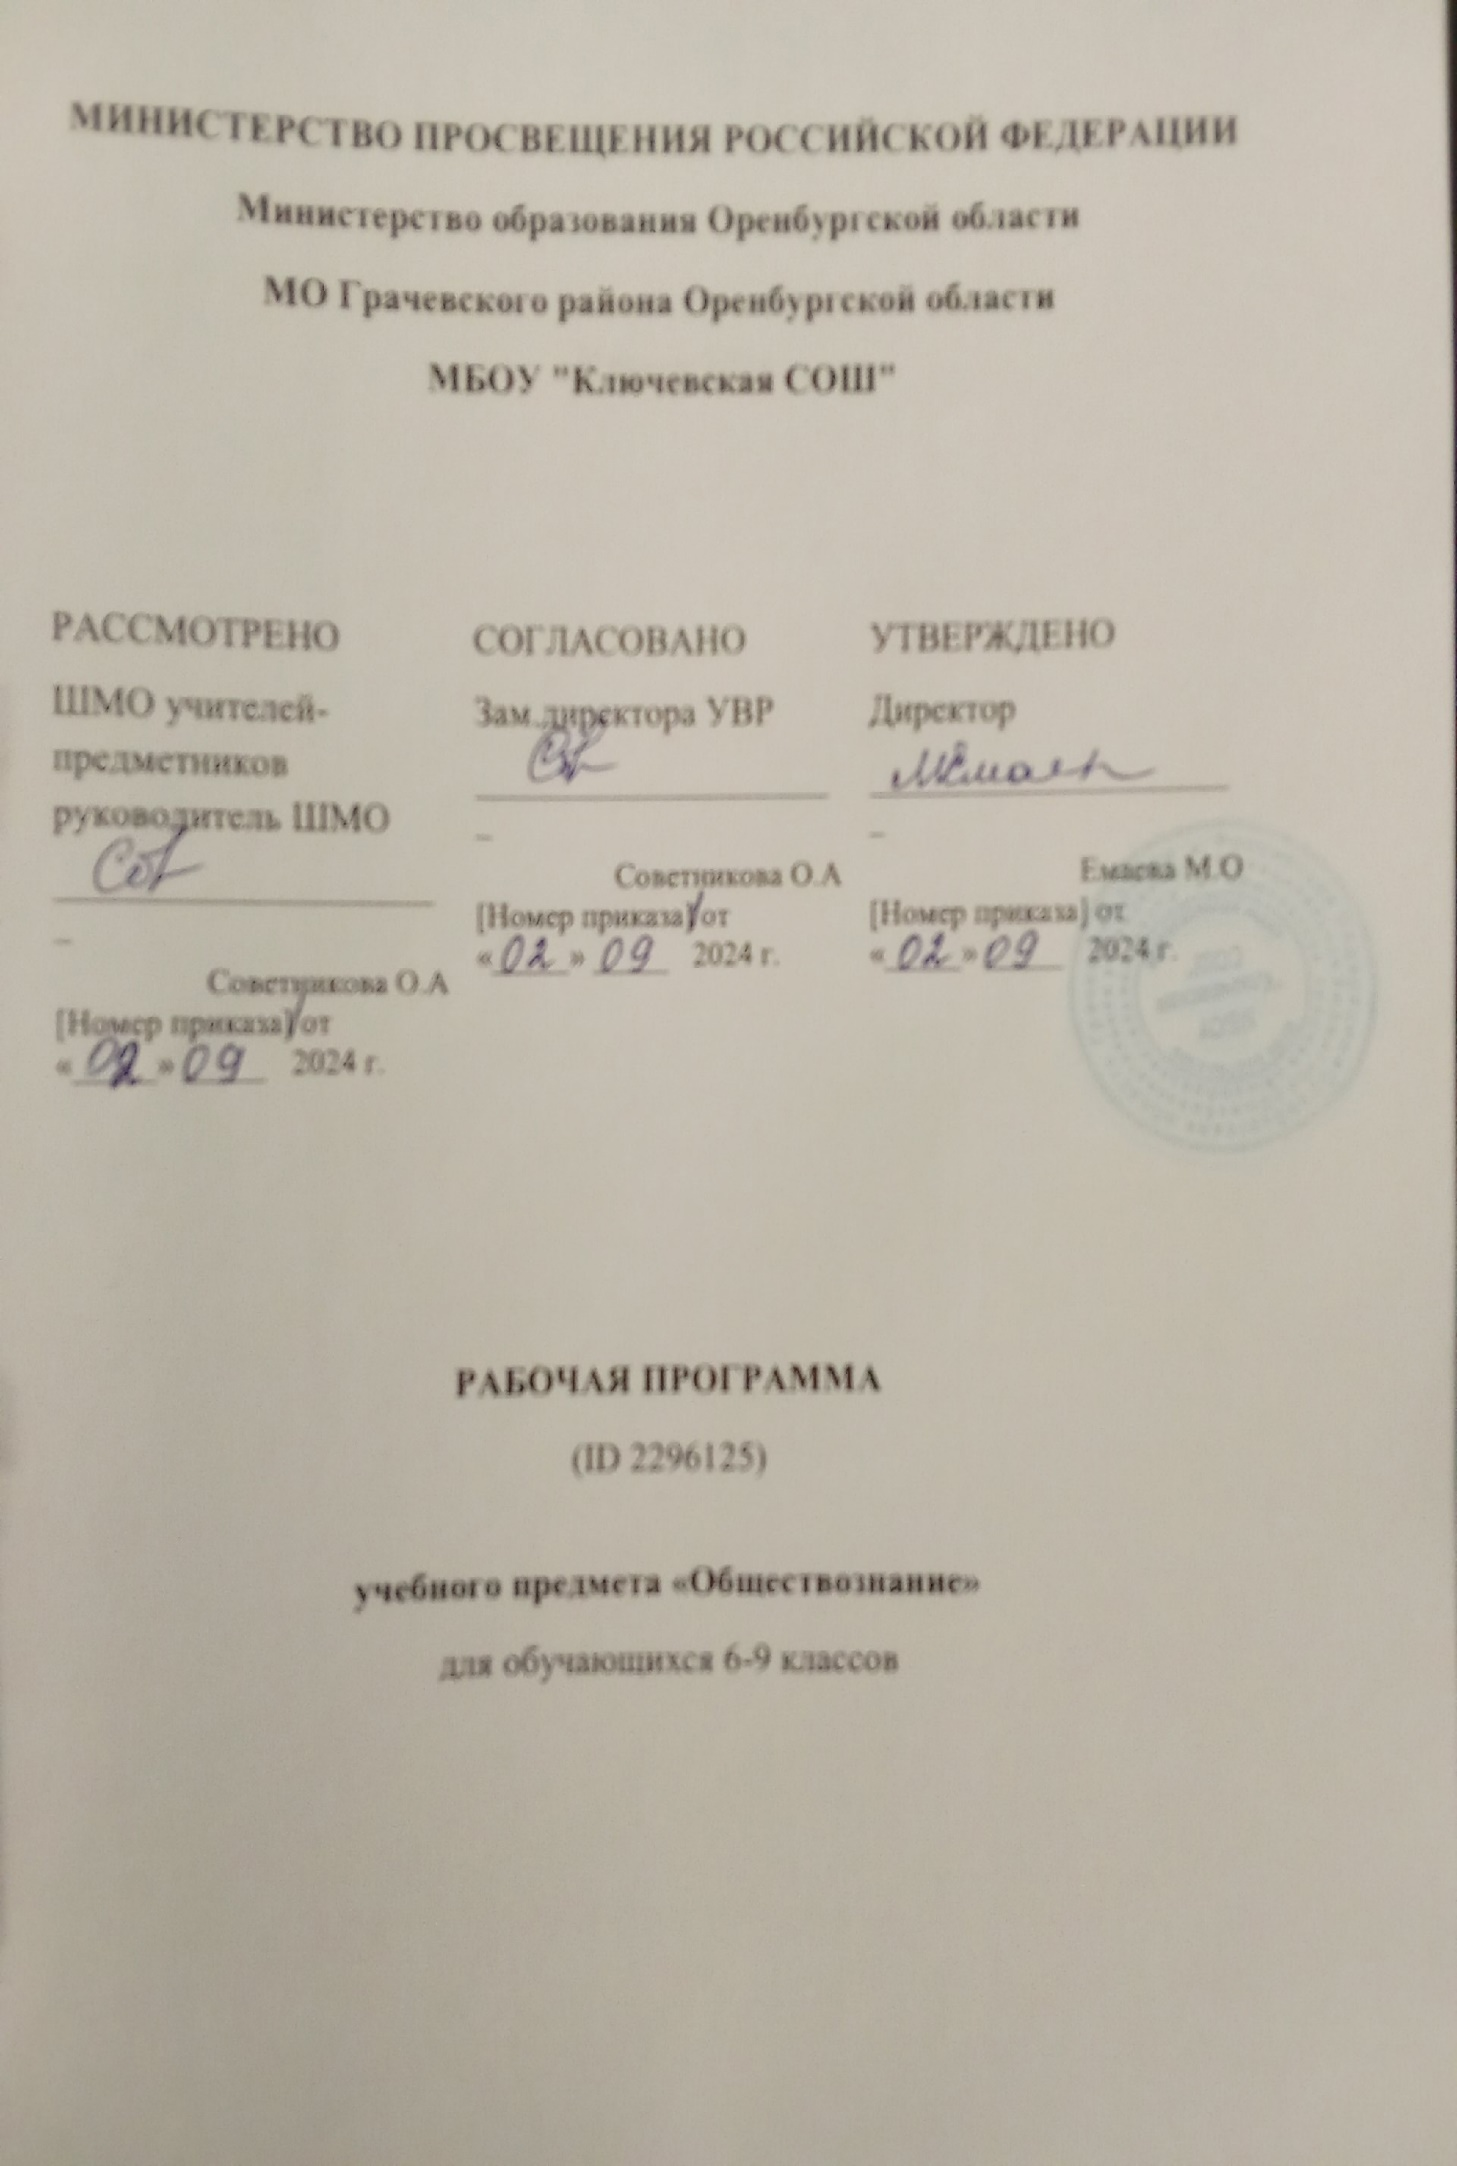 МИНИСТЕРСТВО ПРОСВЕЩЕНИЯ РОССИЙСКОЙ ФЕДЕРАЦИИ
Министерство образования Оренбургской области
МО Грачевского района Оренбургской области
МБОУ "Ключевская СОШ"
РАССМОТРЕНО
ШМО учителей-
предметников
руководитель ШМО
Советникова О.А
[Номер приказа] от
«02» 09 2024 г.
СОГЛАСОВАНО
Зам.директора УВР
Советникова О.А
[Номер приказа] от
«02» 09 2024 г.
УТВЕРЖДЕНО
Директор
Емаева М.О
[Номер приказа] от
«02» 09 2024 г.
РАБОЧАЯ ПРОГРАММА
(ID 2296125)
учебного предмета «Обществознание»
для обучающихся 6-9 классов